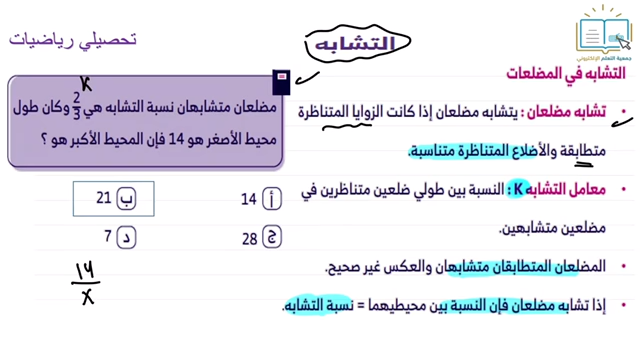 تحصيلي رياضيات
التشابه
جمعية التعلم الإلكتروني
التشابه في المضلعات
• تشابه مضلعان : يتشابه مضلعان إذا كانت الزوايا المتناظرة
متطابقة والأضلاع المتناظرة متناسبة.
• معامل التشابه K : النسبة بين طولي ضلعين متناظرين في
مضلعين متشابهين.
• المضلعان المتطابقان متشابهان والعكس غير صحيح.
• إذا تشابه مضلعان فإن النسبة بين محيطيهما = نسبة التشابه.
K
مضلعان متشابهان نسبة التشابه هي 2/3 وكان طول
محيط الأصغر هو 14 فإن المحيط الأكبر هو ؟
أ 14
ب 21
ج 28
د 7
14/x